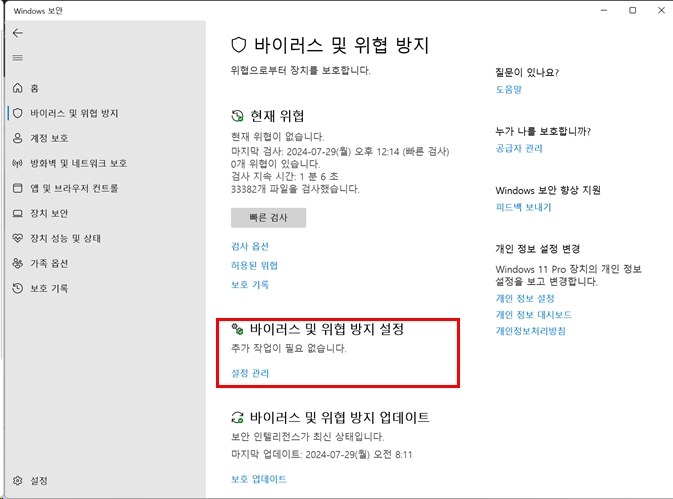 Windows 보안
홈
바이러스 및 위협 방지
계정 보호
방화벽 및 네트워크 보호
앱 및 브라우저 컨트롤
장치 보안
장치 성능 및 상태
가족 옵션
보호 기록
설정
바이러스 및 위협 방지
위협으로부터 장치를 보호합니다.
현재 위협
현재 위협이 없습니다.
마지막 검사: 2024-07-29(월) 오후 12:14 (빠른 검사)
0개 위협이 있습니다.
검사 지속 시간: 1 분 6 초
33382개 파일을 검사했습니다.
빠른 검사
검사 옵션
허용된 위협
보호 기록
바이러스 및 위협 방지 설정
추가 작업이 필요 없습니다.
설정 관리
바이러스 및 위협 방지 업데이트
보안 인텔리전스가 최신 상태입니다.
마지막 업데이트: 2024-07-29(월) 오전 8:11
보호 업데이트
질문이 있나요?
도움말
누가 나를 보호합니까?
공급자 관리
Windows 보안 향상 지원
피드백 보내기
개인 정보 설정 변경
Windows 11 Pro 장치의 개인 정보
설정을 보고 변경합니다.
개인 정보 설정
개인 정보 대시보드
개인정보처리방침